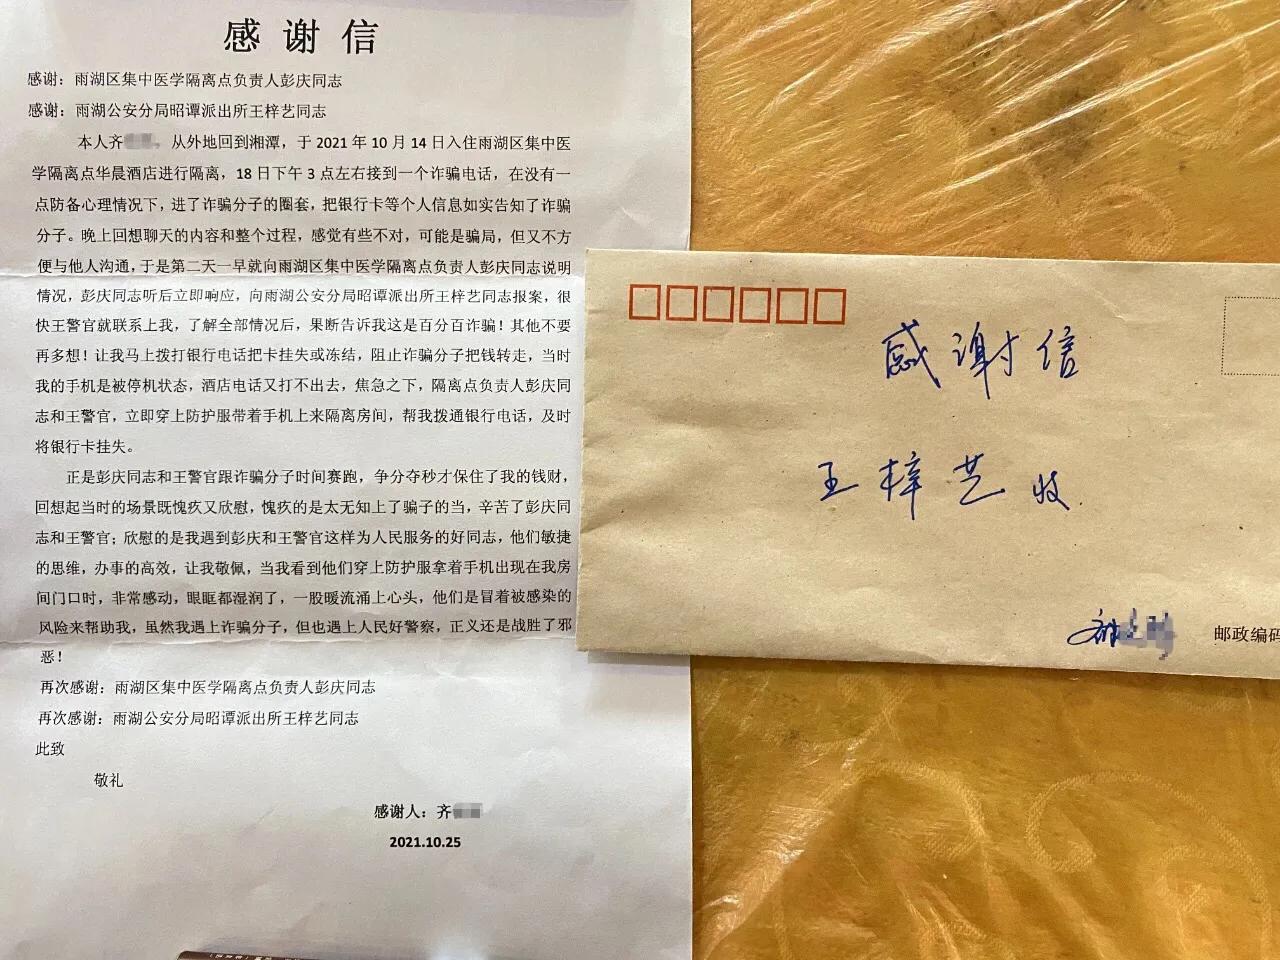 感谢信
感谢：雨湖区集中医学隔离点负责人彭庆同志
感谢：雨湖公安分局昭谭派出所王梓艺同志
本人齐，从外地回到湘潭，于 2021 年 10 月 14 日入住雨湖区集中医
学隔离点华晨酒店进行隔离，18 日下午 3 点左右接到一个诈骗电话，在没有一
点防备心理情况下，进了诈骗分子的圈套，把银行卡等个人信息如实告知了诈骗
分子。晚上回想聊天的内容和整个过程，感觉有些不对，可能是骗局，但又不方
便与他人沟通，于是第二天一早就向雨湖区集中医学隔离点负责人彭庆同志说明
情况，彭庆同志听后立即响应，向雨湖公安分局昭谭派出所王梓艺同志报案，很
快王警官就联系上我，了解全部情况后，果断告诉我这是百分百诈骗！其他不要
再多想！让我马上拨打银行电话把卡挂失或冻结，阻止诈骗分子把钱转走，当时
我的手机是被停机状态，酒店电话又打不出去，焦急之下，隔离点负责人彭庆同
志和王警官，立即穿上防护服带着手机上来隔离房间，帮我拨通银行电话，及时
将银行卡挂失。
正是彭庆同志和王警官跟诈骗分子时间赛跑，争分夺秒才保住了我的钱财，
回想起当时的场景既愧疚又欣慰，愧疚的是太无知上了骗子的当，辛苦了彭庆同
志和王警官；欣慰的是我遇到彭庆和王警官这样为人民服务的好同志，他们敏捷
的思维，办事的高效，让我敬佩，当我看到他们穿上防护服拿着手机出现在我房
间门口时，非常感动，眼眶都湿润了，一股暖流涌上心头，他们是冒着被感染的
风险来帮助我，虽然我遇上诈骗分子，但也遇上人民好警察，正义还是战胜了邪
恶！
再次感谢：雨湖区集中医学隔离点负责人彭庆同志
再次感谢：雨湖公安分局昭谭派出所王梓艺同志
此致
敬礼
感谢人：齐
2021.10.25
感谢信
王梓艺 收
邮政编码